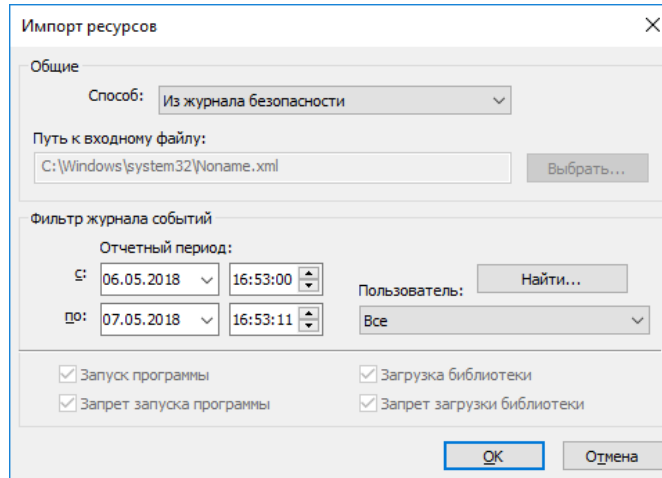 Импорт ресурсов
Общие
Способ: Из журнала безопасности
Путь к входному файлу:
C:\Windows\system32\Noname.xml Выбрать...
Фильтр журнала событий
Отчетный период:
с: 06.05.2018 16:53:00 Найти...
Пользователь:
по: 07.05.2018 16:53:11 Все
Запуск программы Загрузка библиотеки
Запрет запуска программы Запрет загрузки библиотеки
OK Отмена